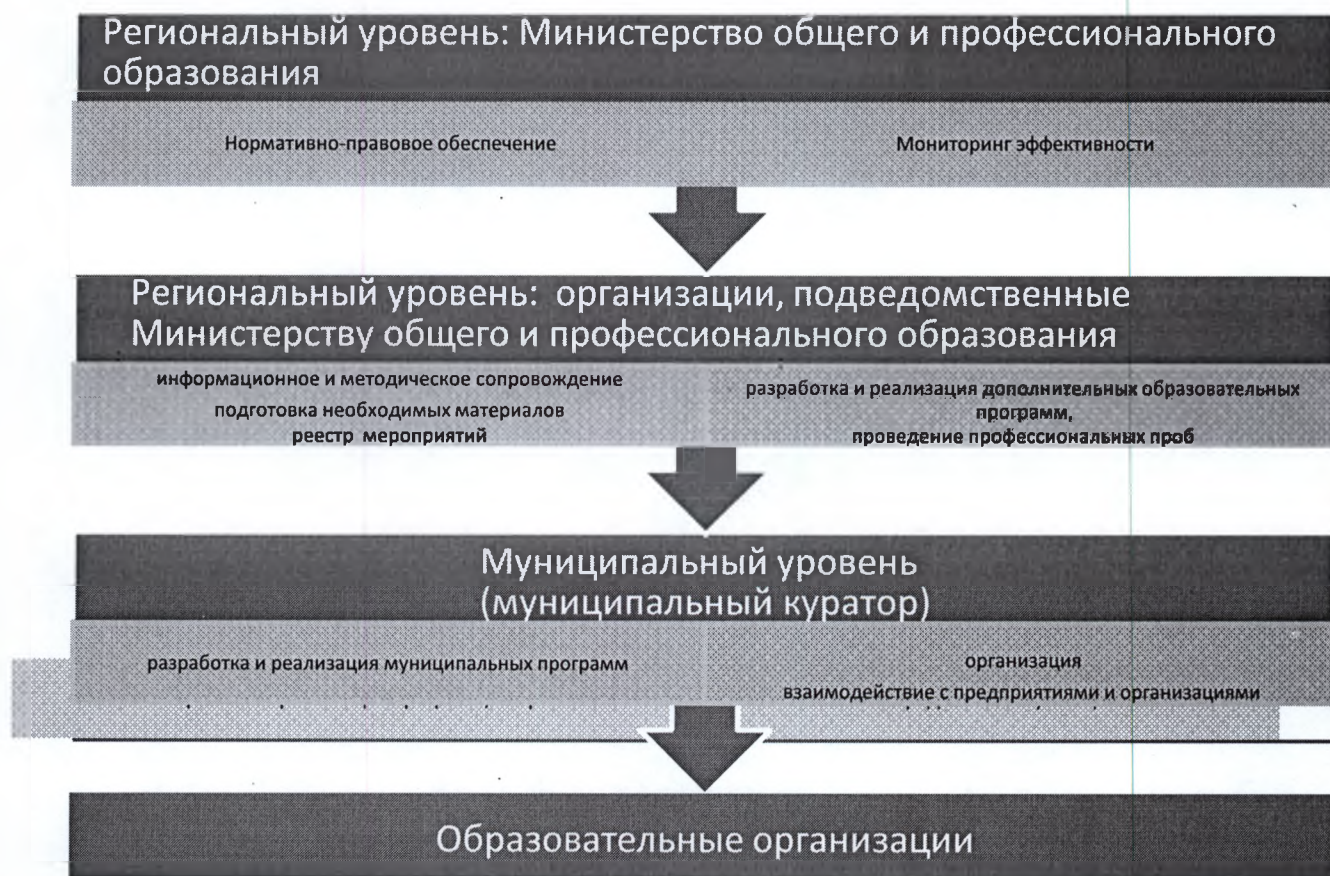 Региональный уровень: Министерство общего и профессионального
образования
Нормативно-правовое обеспечение
Мониторинг эффективности
Региональный уровень:  организации, подведомственные
Министерству общего и профессионального образования
информационное и методическое сопровождение
подготовка необходимых материалов
реестр мероприятий
разработка и реализация дополнительных образовательных
программ,
проведение профессиональных проб
Муниципальный уровень
(муниципальный куратор)
разработка и реализация муниципальных программ
организация
взаимодействие с предприятиями и организациями
Образовательные организации